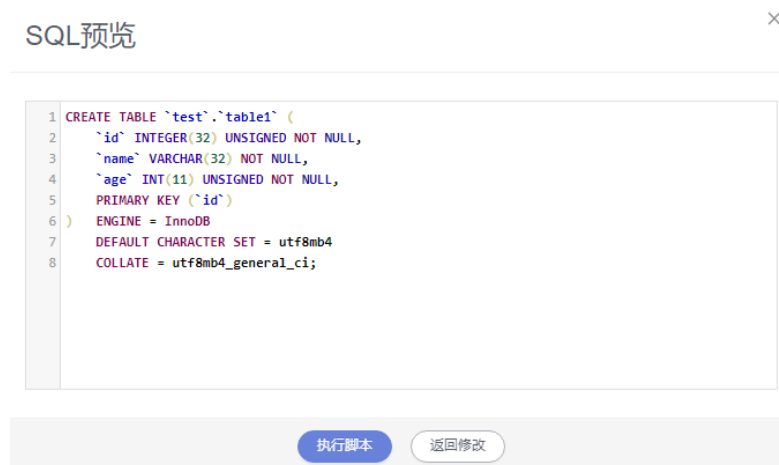 SQL预览
1 CREATE TABLE `test`.`table1` (
2 `id` INTEGER(32) UNSIGNED NOT NULL,
3 `name` VARCHAR(32) NOT NULL,
4 `age` INT(11) UNSIGNED NOT NULL,
5 PRIMARY KEY (`id`)
6 ) ENGINE = InnoDB
7 DEFAULT CHARACTER SET = utf8mb4
8 COLLATE = utf8mb4_general_ci;
执行脚本 返回修改